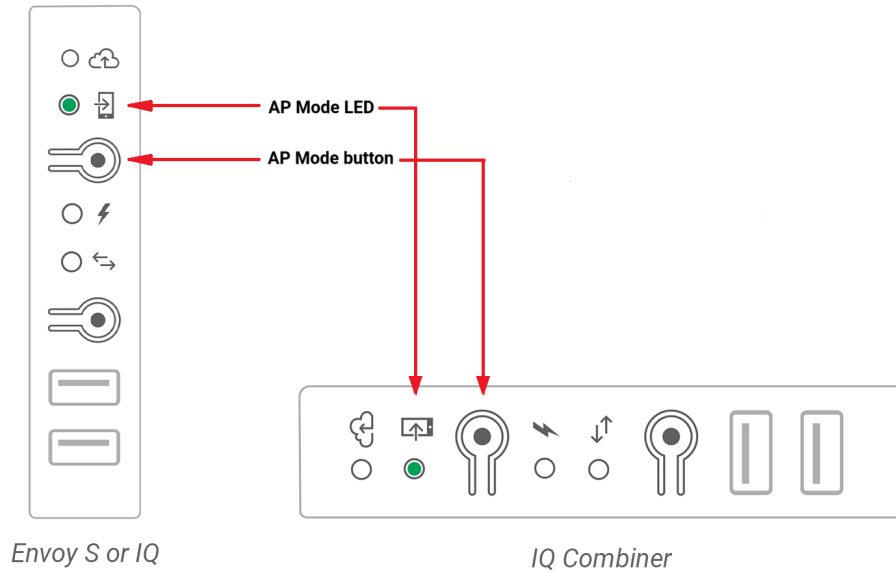 AP Mode LED
AP Mode button
Envoy S or IQ
IQ Combiner